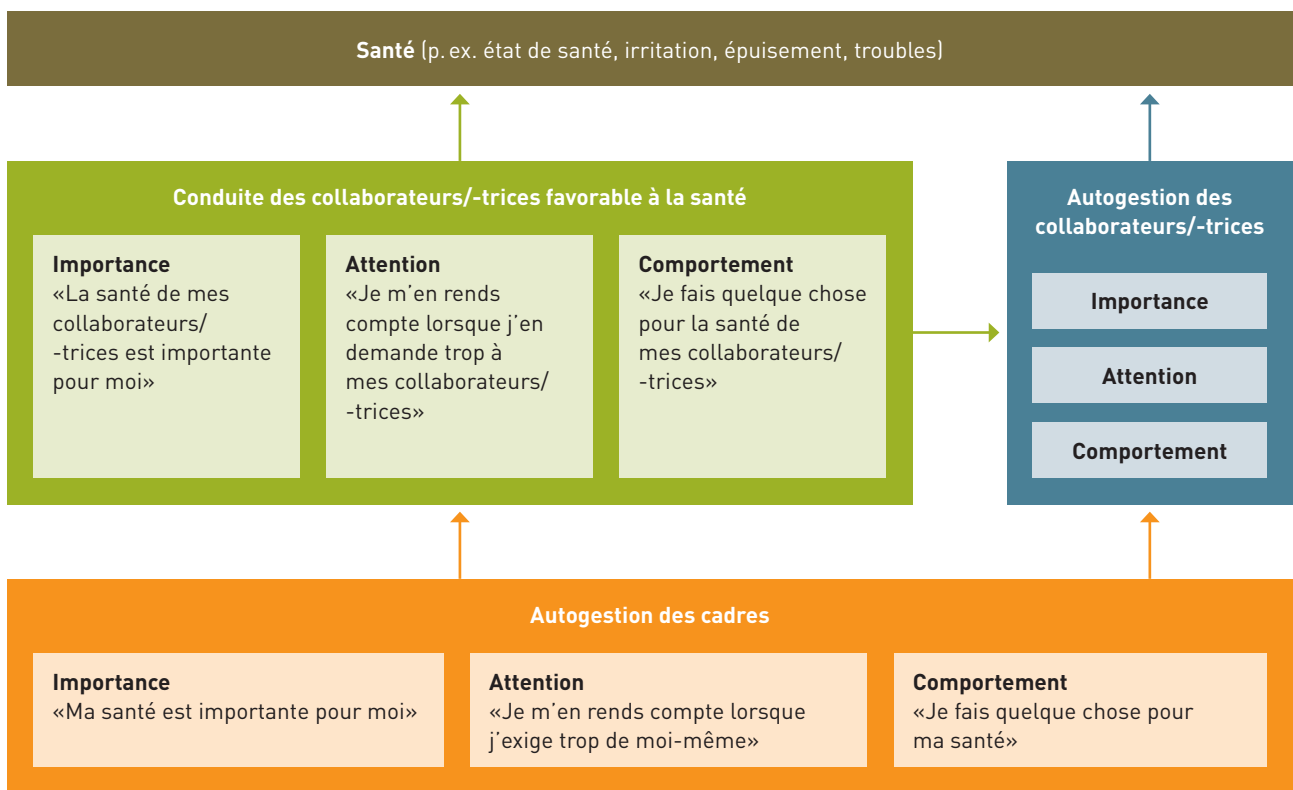 Santé (p. ex. état de santé, irritation, épuisement, troubles)
Conduite des collaborateurs/-trices favorable à la santé
Importance
«La santé de mes
collaborateurs/
-trices est importante
pour moi»
Attention
«Je m’en rends
compte lorsque j’en
demande trop à
mes collaborateurs/
-trices»
Comportement
«Je fais quelque chose
pour la santé de
mes collaborateurs/
-trices»
Autogestion des
collaborateurs/-trices
Importance
Attention
Comportement
Autogestion des cadres
Importance
«Ma santé est importante pour moi»
Attention
«Je m’en rends compte lorsque
j’exige trop de moi-même»
Comportement
«Je fais quelque chose pour
ma santé»